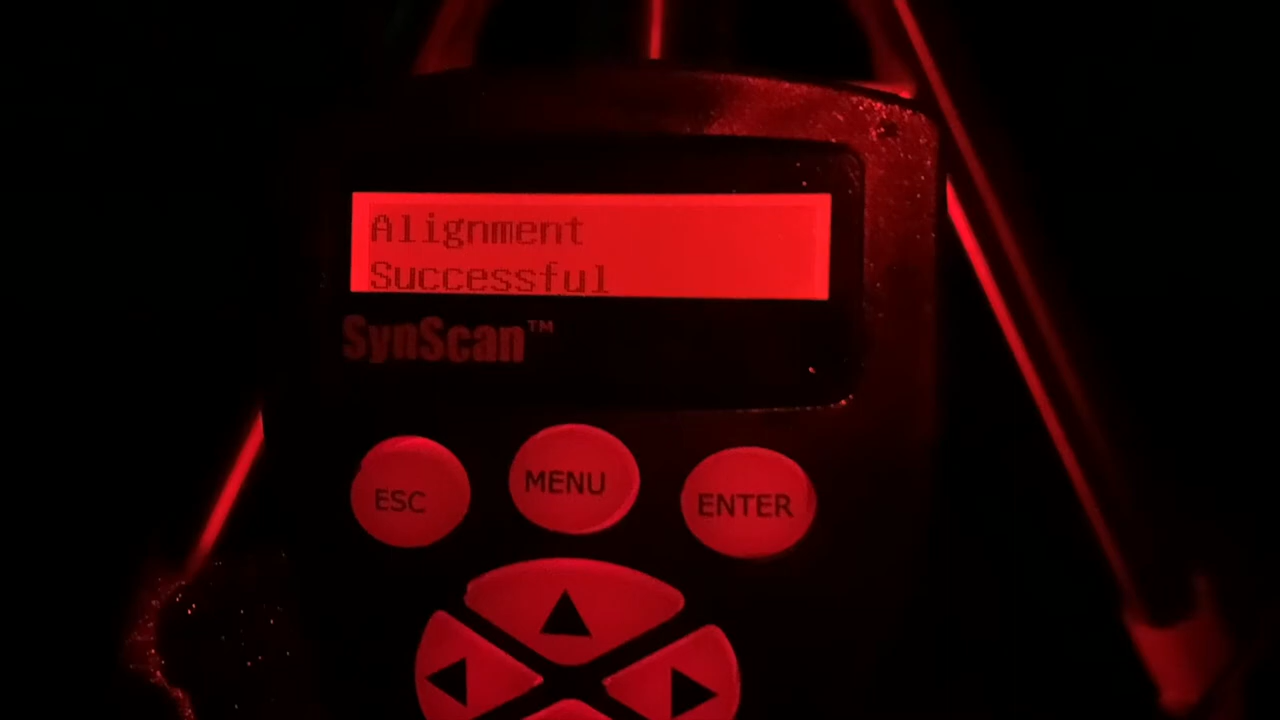 Alignment
Successful
SynScan™
ESC
MENU
ENTER